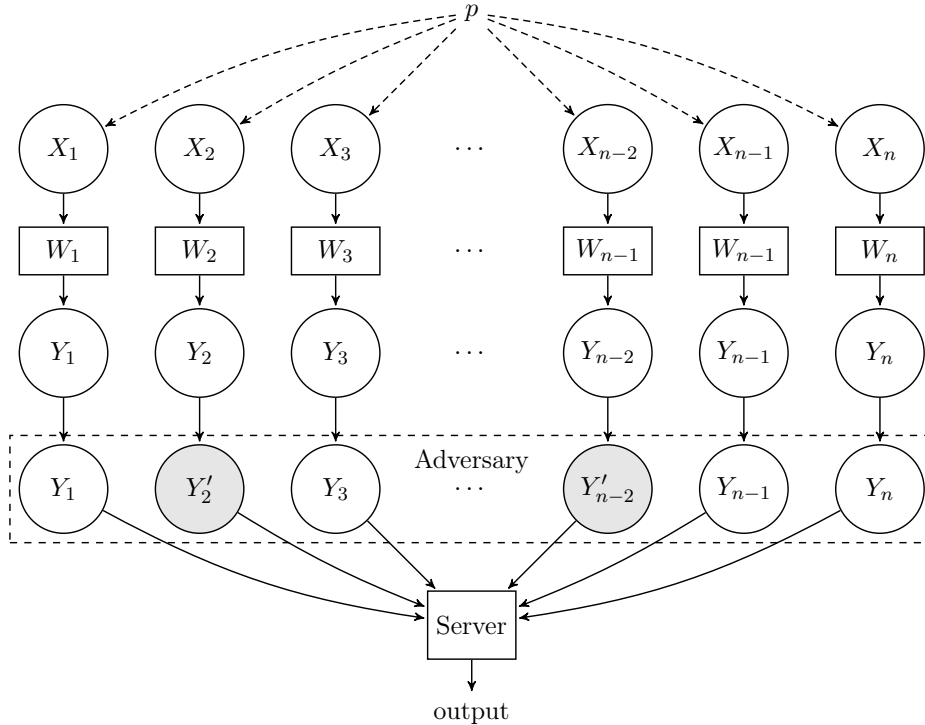 p
X₁ X₂ X₃ ⋯ Xₙ₋₂ Xₙ₋₁ Xₙ
W₁ W₂ W₃ ⋯ Wₙ₋₁ Wₙ₋₁ Wₙ
Y₁ Y₂ Y₃ ⋯ Yₙ₋₂ Yₙ₋₁ Yₙ
Adversary
Y₁ Y′₂ Y₃ ⋯ Y′ₙ₋₂ Yₙ₋₁ Yₙ
Server
output